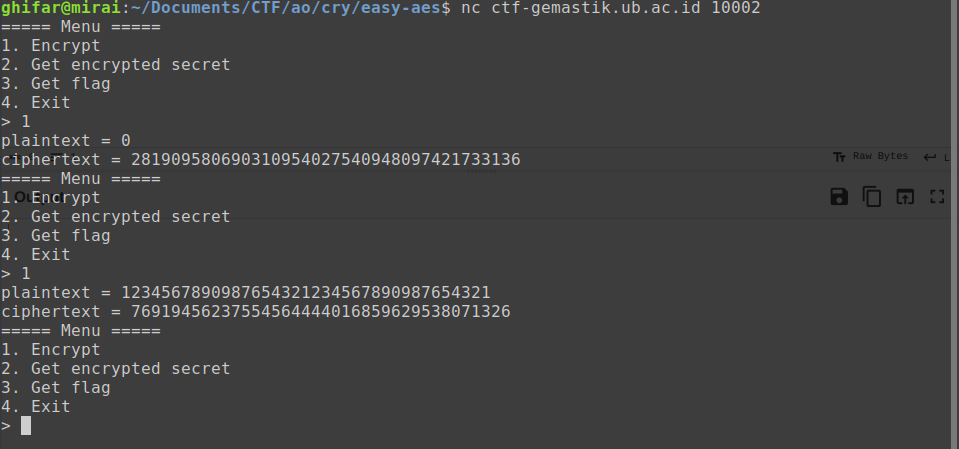 ghifar@mirai:~/Documents/CTF/ao/cry/easy-aes$ nc ctf-gemastik.ub.ac.id 10002
===== Menu =====
1. Encrypt
2. Get encrypted secret
3. Get flag
4. Exit
> 1
plaintext = 0
ciphertext = 281909580690310954027540948097421733136
Raw Bytes
===== Menu =====
1. Encrypt
2. Get encrypted secret
3. Get flag
4. Exit
> 1
plaintext = 1234567890987654321234567890987654321
ciphertext = 76919456237554564444016859629538071326
===== Menu =====
1. Encrypt
2. Get encrypted secret
3. Get flag
4. Exit
>